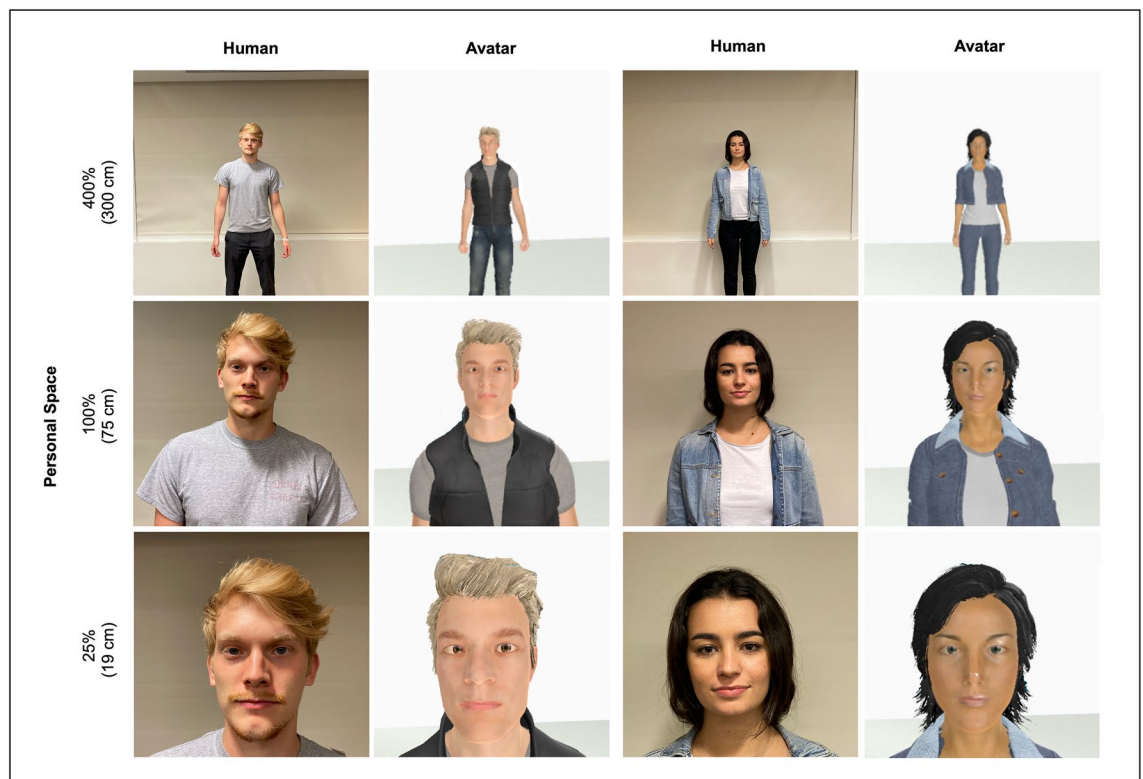 Human
Avatar
Human
Avatar
Personal Space
400%
(300 cm)
100%
(75 cm)
25%
(19 cm)